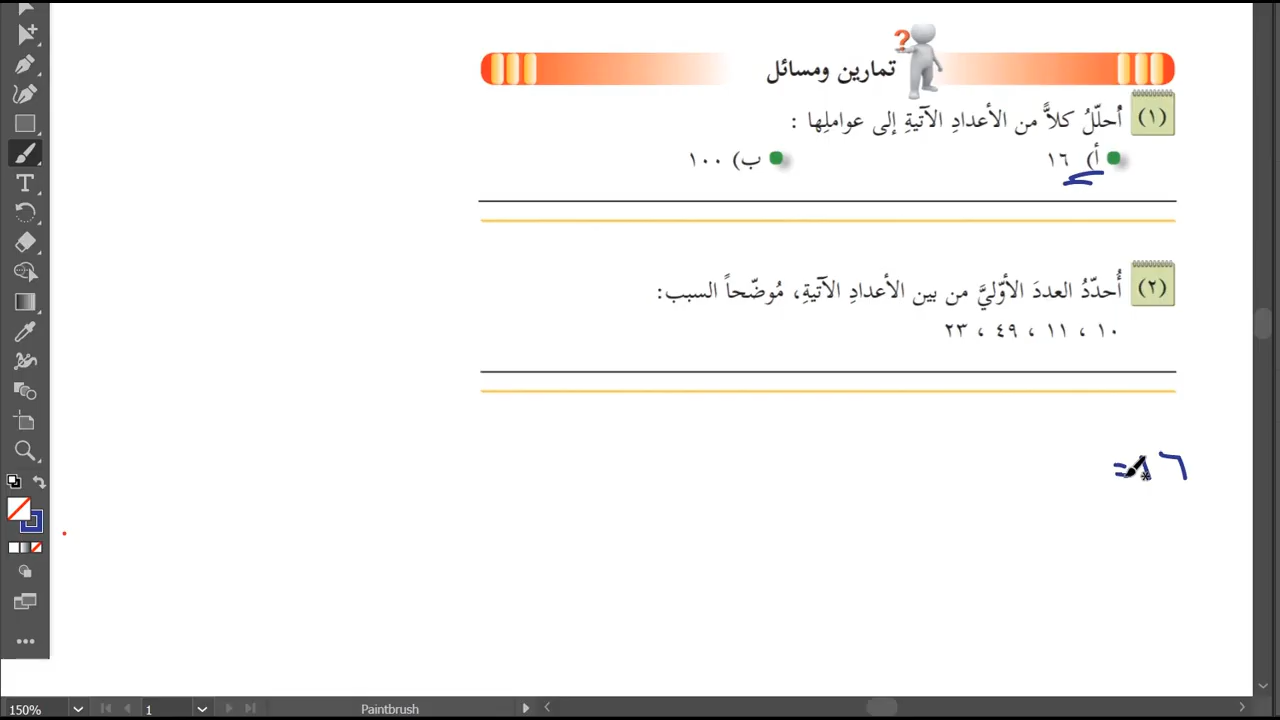 تمارين ومسائل
(١) أُحلّلُ كلاًّ من الأعدادِ الآتيةِ إلى عواملِها :
أ) ١٦ ب) ١٠٠
(٢) أُحدّدُ العددَ الأوّليَّ من بين الأعدادِ الآتيةِ، مُوضّحاً السبب:
١٠ ، ١١ ، ٤٩ ، ٢٣
١٦ =
150% 1 Paintbrush